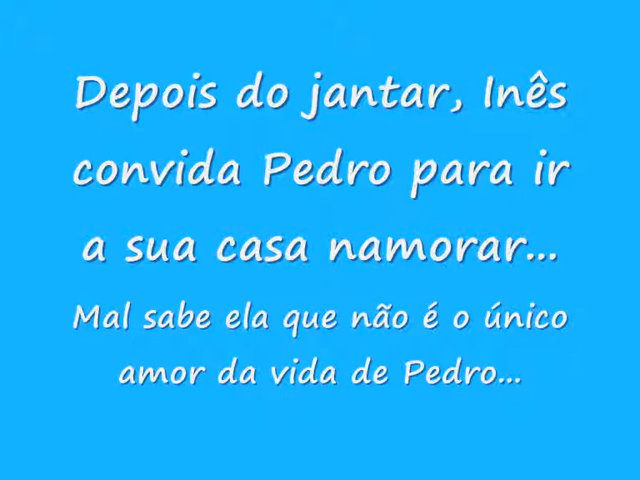 Depois do jantar, Inês
convida Pedro para ir
a sua casa namorar...
Mal sabe ela que não é o único
amor da vida de Pedro...